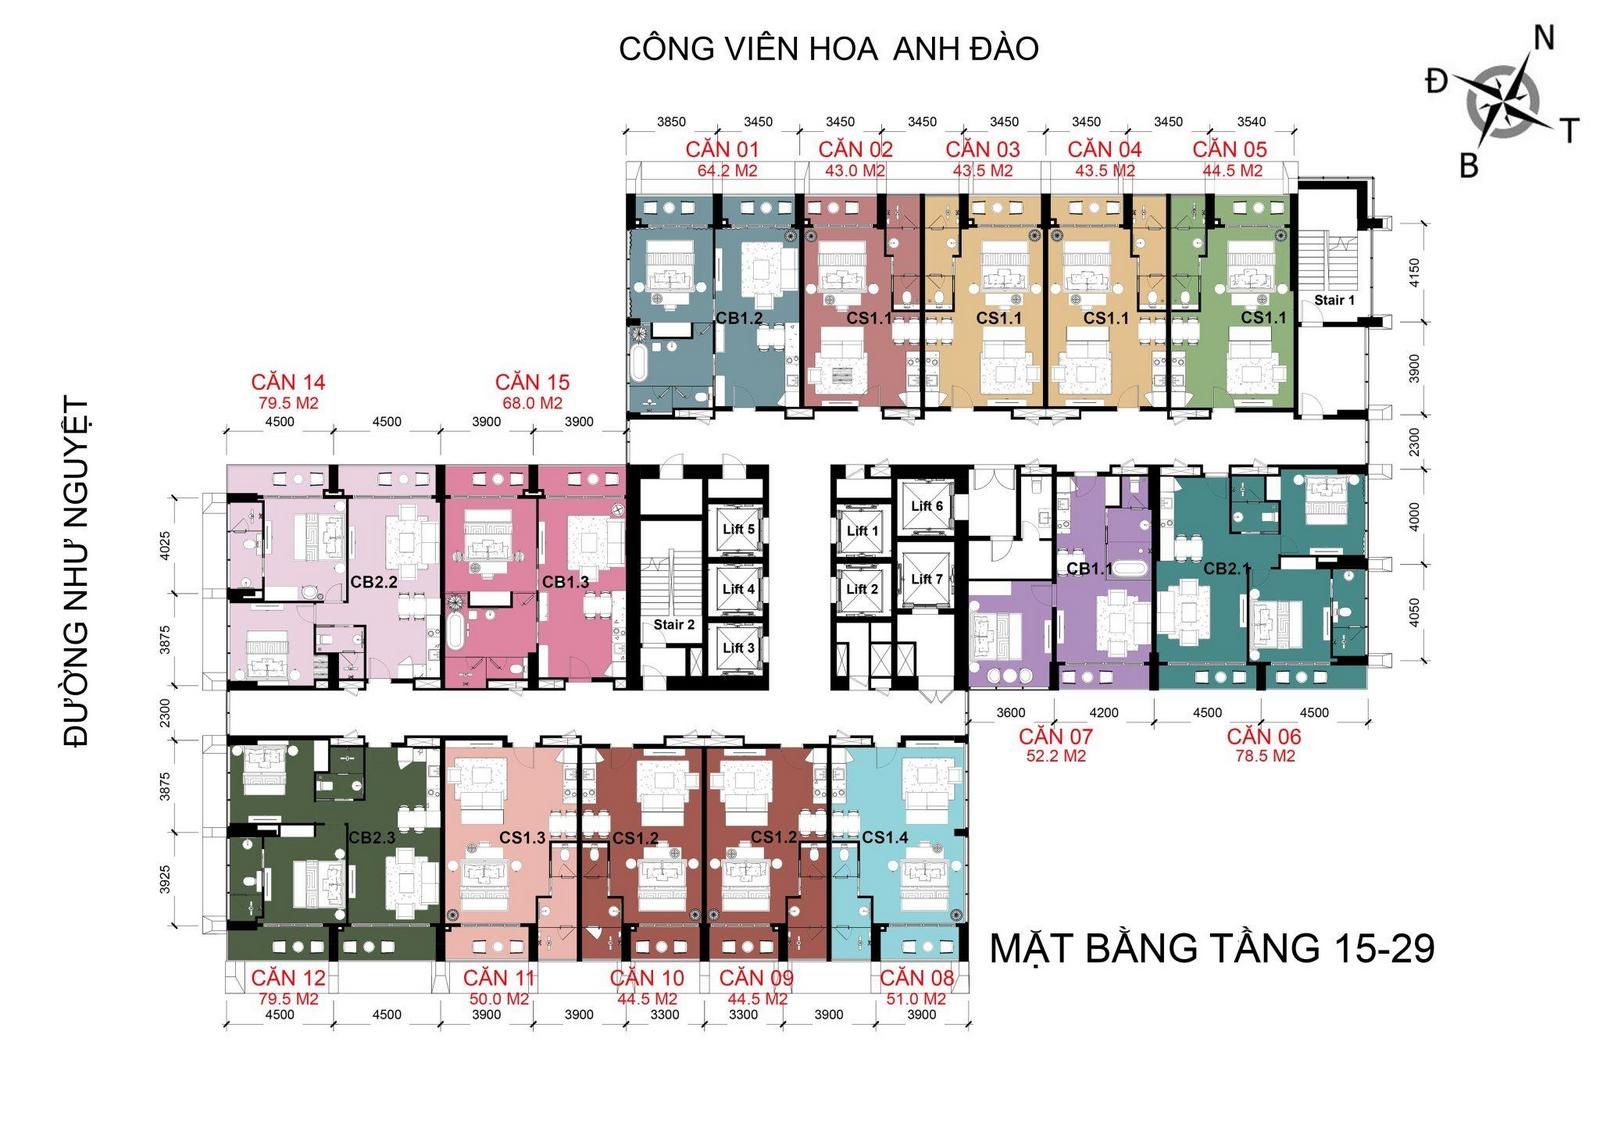 CÔNG VIÊN HOA ANH ĐÀO
N
Đ
T
B
3850 3450 3450 3450 3450 3450 3450 3540
CĂN 01 CĂN 02 CĂN 03 CĂN 04 CĂN 05
64.2 M2 43.0 M2 43.5 M2 43.5 M2 44.5 M2
4150
Stair 1
CB1.2 CS1.1 CS1.1 CS1.1 CS1.1
3900
CĂN 14 CĂN 15
79.5 M2 68.0 M2
4500 4500 3900 3900
2300
ĐƯỜNG NHƯ NGUYỆT
4025
Lift 5 Lift 1 Lift 6
4000
CB2.2 CB1.3 Lift 4 Lift 2 Lift 7 CB1.1 CB2.1
3875
Stair 2
Lift 3
4050
2300
3600 4200 4500 4500
CĂN 07 CĂN 06
52.2 M2 78.5 M2
3875
CB2.3 CS1.3 CS1.2 CS1.2 CS1.4
3925
MẶT BẰNG TẦNG 15-29
CĂN 12 CĂN 11 CĂN 10 CĂN 09 CĂN 08
79.5 M2 50.0 M2 44.5 M2 44.5 M2 51.0 M2
4500 4500 3900 3900 3300 3300 3900 3900